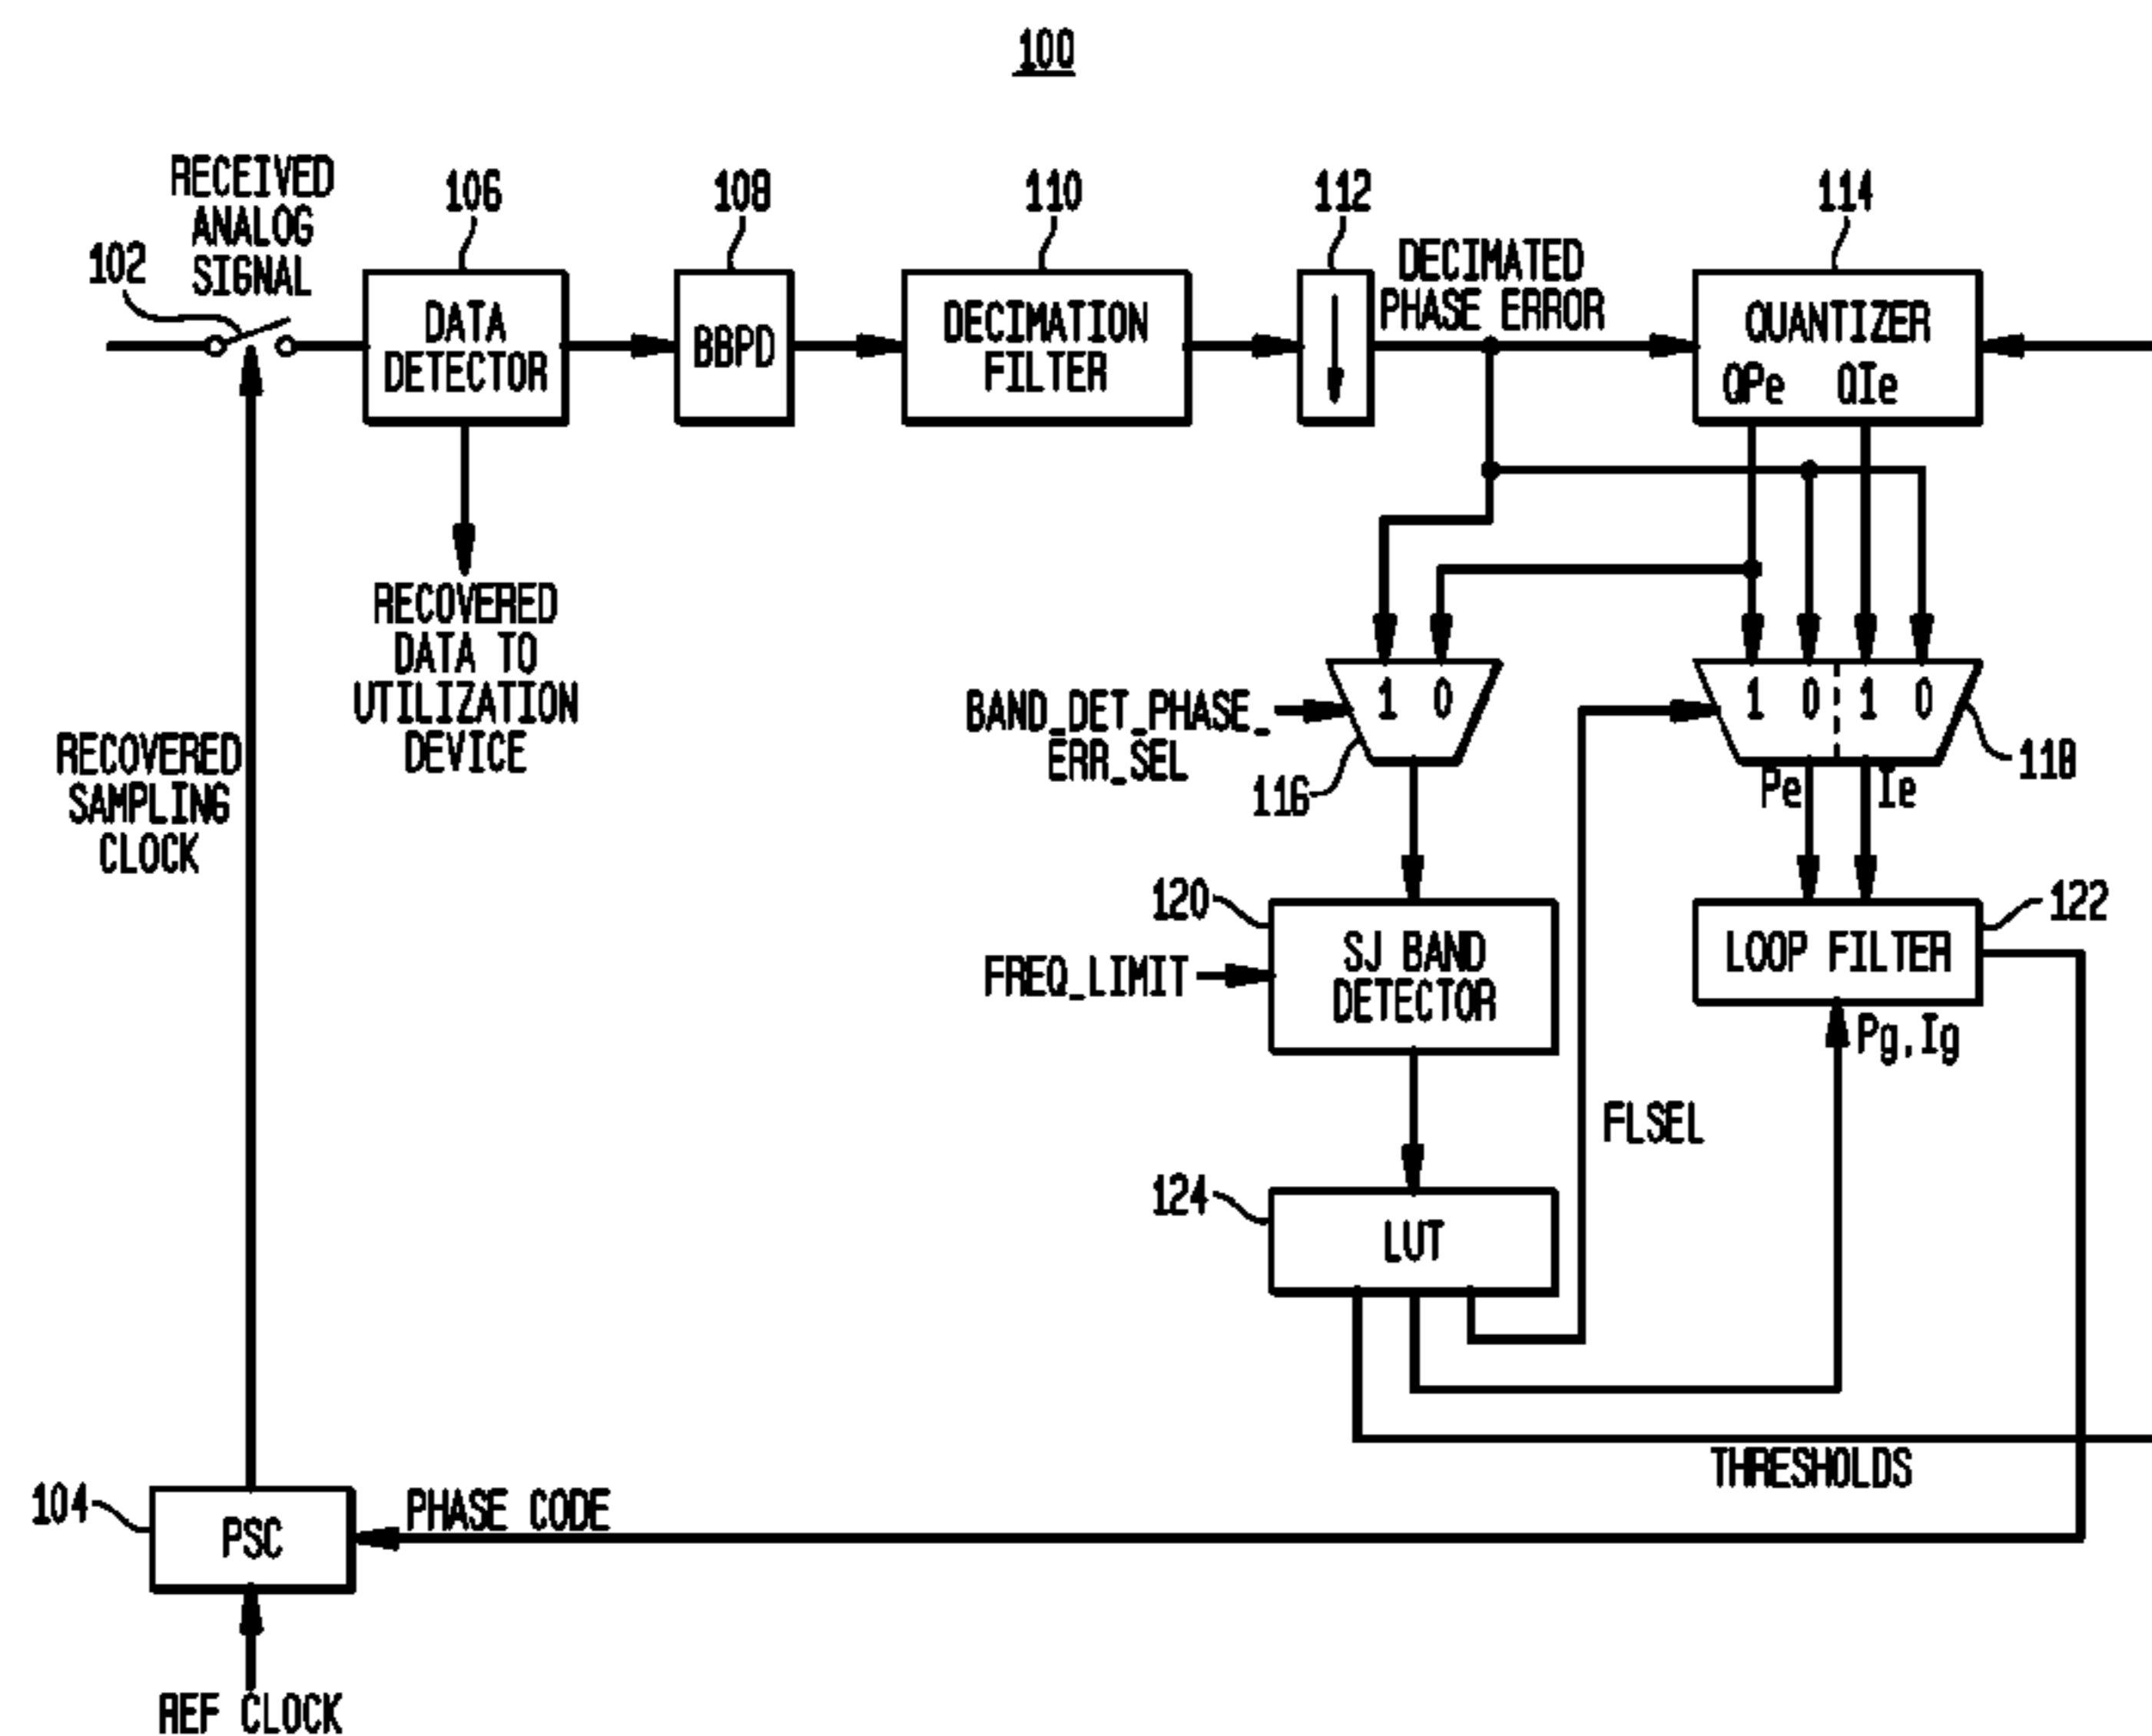 100
RECEIVED
ANALOG
SIGNAL
102
106
108
110
112
114
DATA
DETECTOR
BBPD
DECIMATION
FILTER
DECIMATED
PHASE ERROR
QUANTIZER
QPe QIe
RECOVERED
DATA TO
UTILIZATION
DEVICE
RECOVERED
SAMPLING
CLOCK
BAND_DET_PHASE_
ERR_SEL
1 0
1 0 1 0
116
118
Pe Ie
120
SJ BAND
DETECTOR
FREQ_LIMIT
LOOP FILTER
122
Pg,Ig
FLSEL
124
LUT
THRESHOLDS
104
PSC
PHASE CODE
REF CLOCK